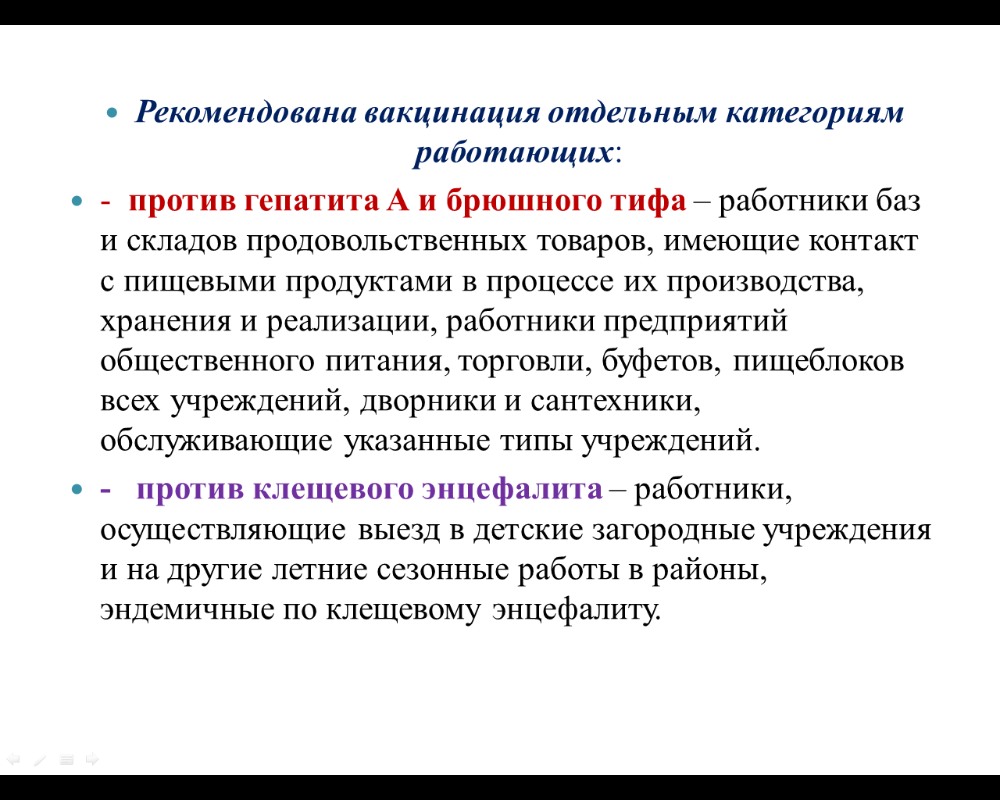 • Рекомендована вакцинация отдельным категориям
работающих:
• - против гепатита А и брюшного тифа – работники баз
и складов продовольственных товаров, имеющие контакт
с пищевыми продуктами в процессе их производства,
хранения и реализации, работники предприятий
общественного питания, торговли, буфетов, пищеблоков
всех учреждений, дворники и сантехники,
обслуживающие указанные типы учреждений.
• - против клещевого энцефалита – работники,
осуществляющие выезд в детские загородные учреждения
и на другие летние сезонные работы в районы,
эндемичные по клещевому энцефалиту.